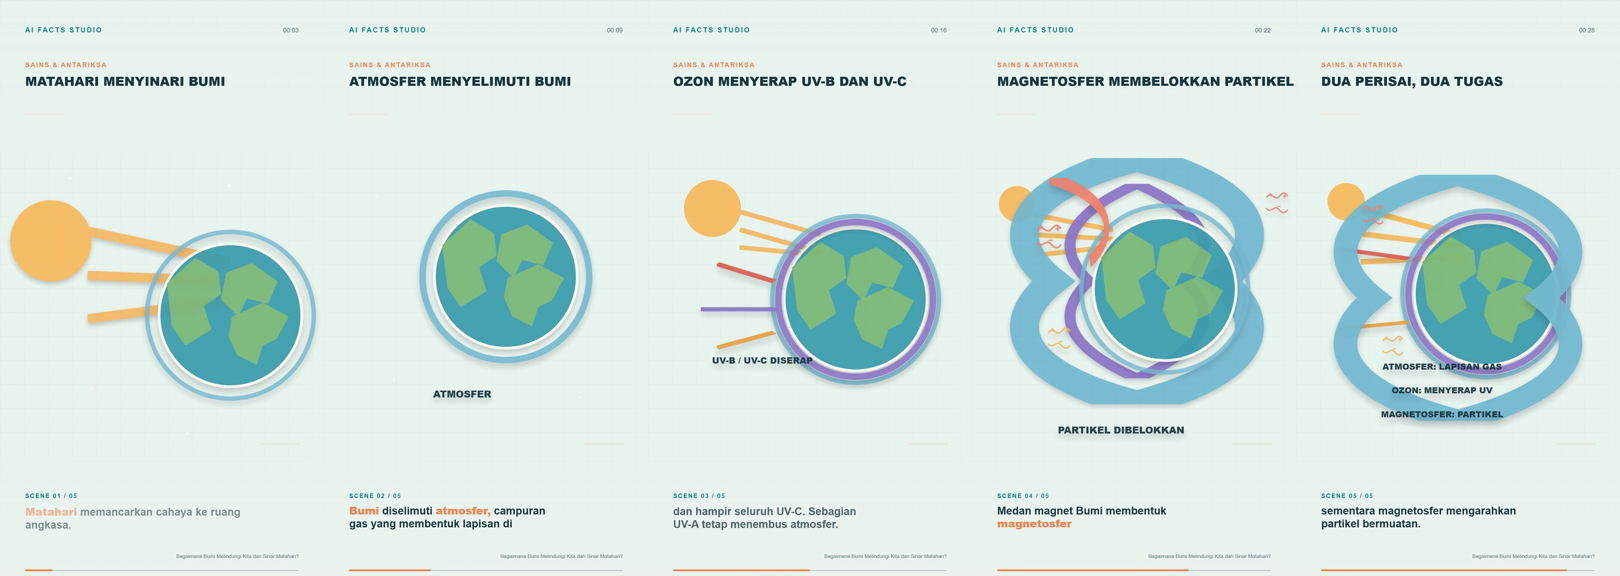 AI FACTS STUDIO
00:03
SAINS & ANTARIKSA
MATAHARI MENYINARI BUMI
SCENE 01 / 05
Matahari memancarkan cahaya ke ruang
angkasa.
Bagaimana Bumi Melindungi Kita dari Sinar Matahari?
AI FACTS STUDIO
00:09
SAINS & ANTARIKSA
ATMOSFER MENYELIMUTI BUMI
ATMOSFER
SCENE 02 / 05
Bumi diselimuti atmosfer, campuran
gas yang membentuk lapisan di
Bagaimana Bumi Melindungi Kita dari Sinar Matahari?
AI FACTS STUDIO
00:16
SAINS & ANTARIKSA
OZON MENYERAP UV-B DAN UV-C
UV-B / UV-C DISERAP
SCENE 03 / 05
dan hampir seluruh UV-C. Sebagian
UV-A tetap menembus atmosfer.
Bagaimana Bumi Melindungi Kita dari Sinar Matahari?
AI FACTS STUDIO
00:22
SAINS & ANTARIKSA
MAGNETOSFER MEMBELOKKAN PARTIKEL
PARTIKEL DIBELOKKAN
SCENE 04 / 05
Medan magnet Bumi membentuk
magnetosfer
Bagaimana Bumi Melindungi Kita dari Sinar Matahari?
AI FACTS STUDIO
00:28
SAINS & ANTARIKSA
DUA PERISAI, DUA TUGAS
ATMOSFER: LAPISAN GAS
OZON: MENYERAP UV
MAGNETOSFER: PARTIKEL
SCENE 05 / 05
sementara magnetosfer mengarahkan
partikel bermuatan.
Bagaimana Bumi Melindungi Kita dari Sinar Matahari?